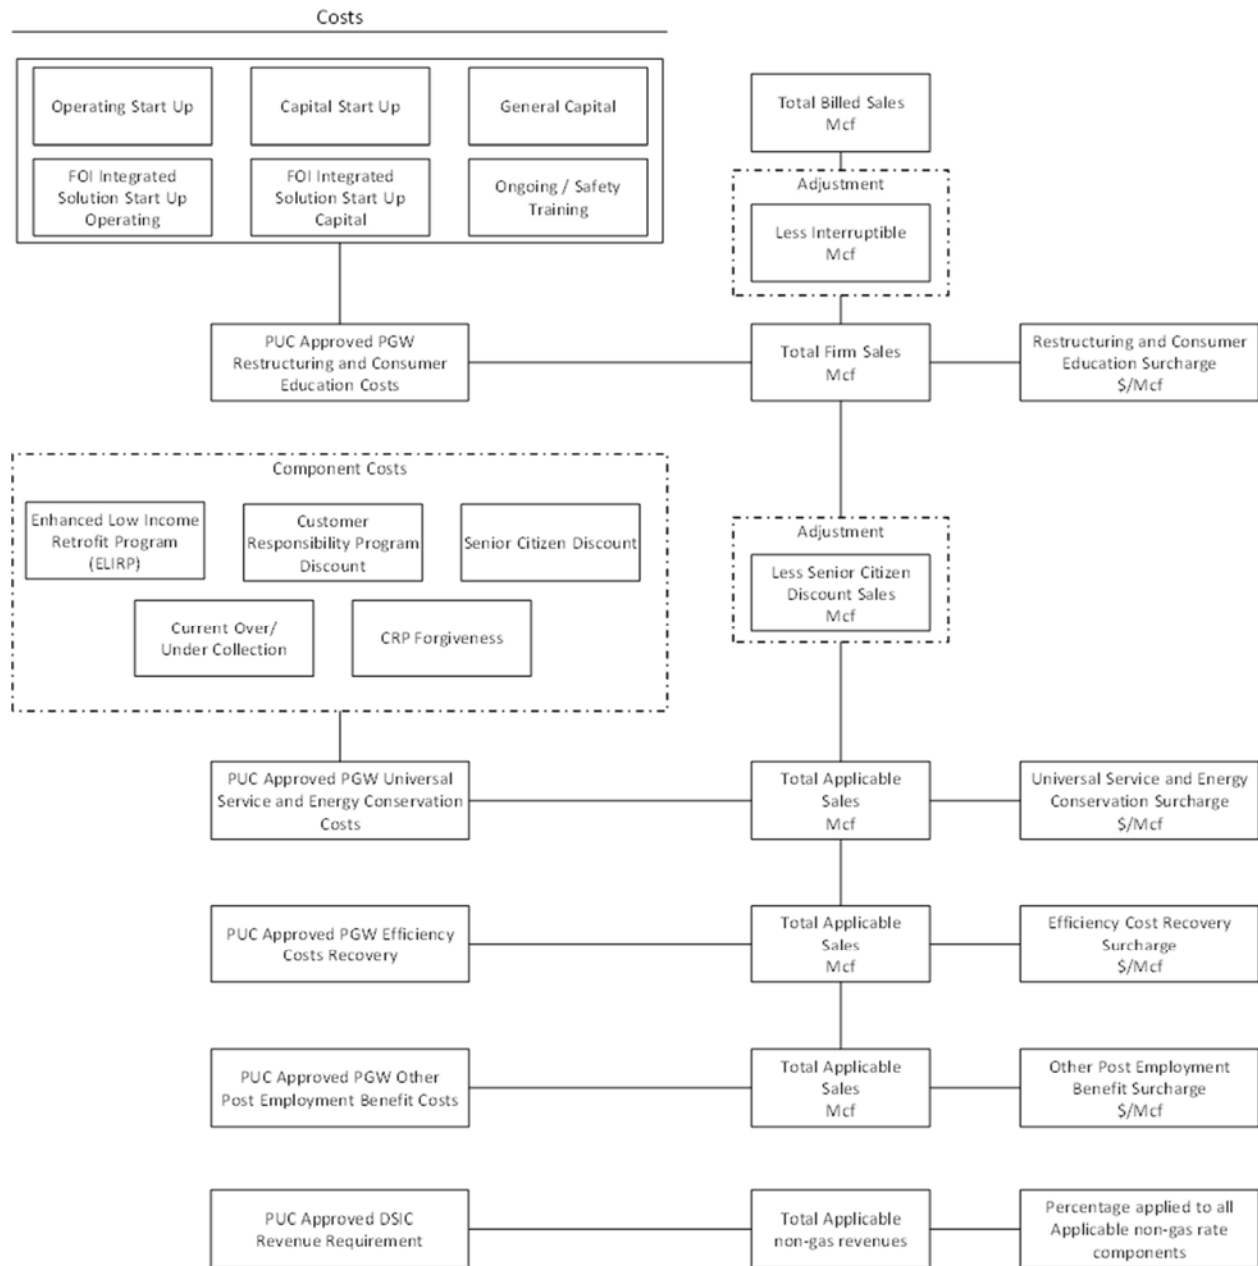 Costs
Operating Start Up
Capital Start Up
General Capital
FOI Integrated
Solution Start Up
Operating
FOI Integrated
Solution Start Up
Capital
Ongoing / Safety
Training
Total Billed Sales
Mcf
Adjustment
Less Interruptible
Mcf
PUC Approved PGW
Restructuring and Consumer
Education Costs
Total Firm Sales
Mcf
Restructuring and Consumer
Education Surcharge
$/Mcf
Component Costs
Enhanced Low Income
Retrofit Program
(ELIRP)
Customer
Responsibility Program
Discount
Senior Citizen Discount
Current Over/
Under Collection
CRP Forgiveness
Adjustment
Less Senior Citizen
Discount Sales
Mcf
PUC Approved PGW Universal
Service and Energy Conservation
Costs
Total Applicable
Sales
Mcf
Universal Service and Energy
Conservation Surcharge
$/Mcf
PUC Approved PGW Efficiency
Costs Recovery
Total Applicable
Sales
Mcf
Efficiency Cost Recovery
Surcharge
$/Mcf
PUC Approved PGW Other
Post Employment Benefit Costs
Total Applicable
Sales
Mcf
Other Post Employment
Benefit Surcharge
$/Mcf
PUC Approved DSIC
Revenue Requirement
Total Applicable
non-gas revenues
Percentage applied to all
Applicable non-gas rate
components